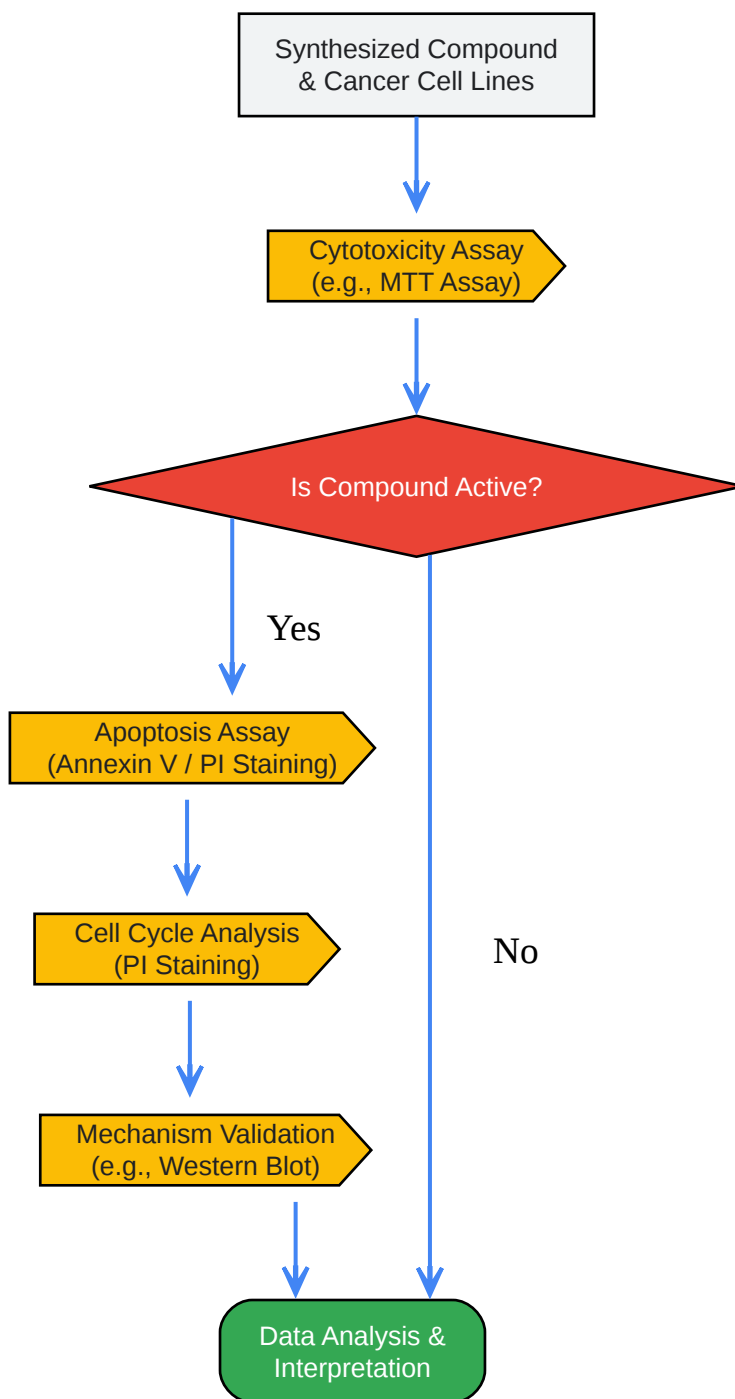 Synthesized Compound
& Cancer Cell Lines
Cytotoxicity Assay
(e.g., MTT Assay)
Is Compound Active?
Yes
Apoptosis Assay
(Annexin V / PI Staining)
Cell Cycle Analysis
(PI Staining)
No
Mechanism Validation
(e.g., Western Blot)
Data Analysis &
Interpretation